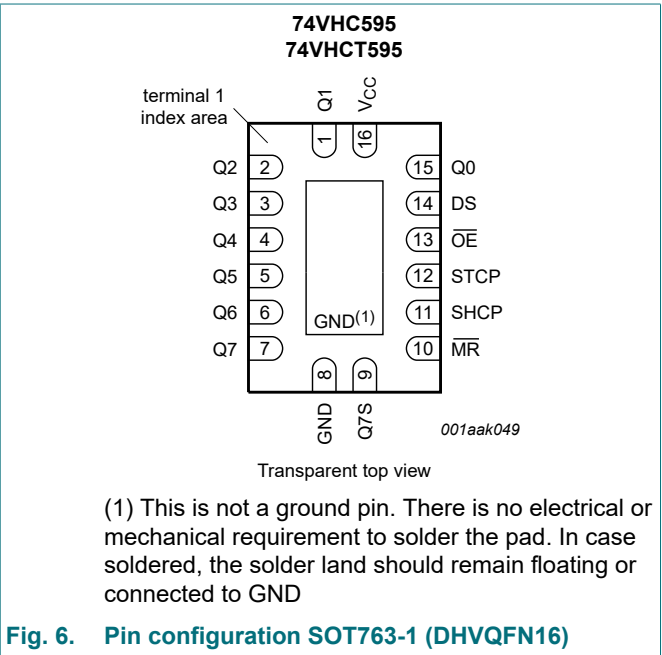 74VHC595
74VHCT595
terminal 1
index area
Q1
VCC
1
16
Q2 2
15 Q0
Q3 3
14 DS
Q4 4
13 O̅E̅
Q5 5
12 STCP
Q6 6
11 SHCP
Q7 7
10 M̅R̅
GND(1)
8
9
GND
Q7S
001aak049
Transparent top view
(1) This is not a ground pin. There is no electrical or
mechanical requirement to solder the pad. In case
soldered, the solder land should remain floating or
connected to GND
Fig. 6. Pin configuration SOT763-1 (DHVQFN16)